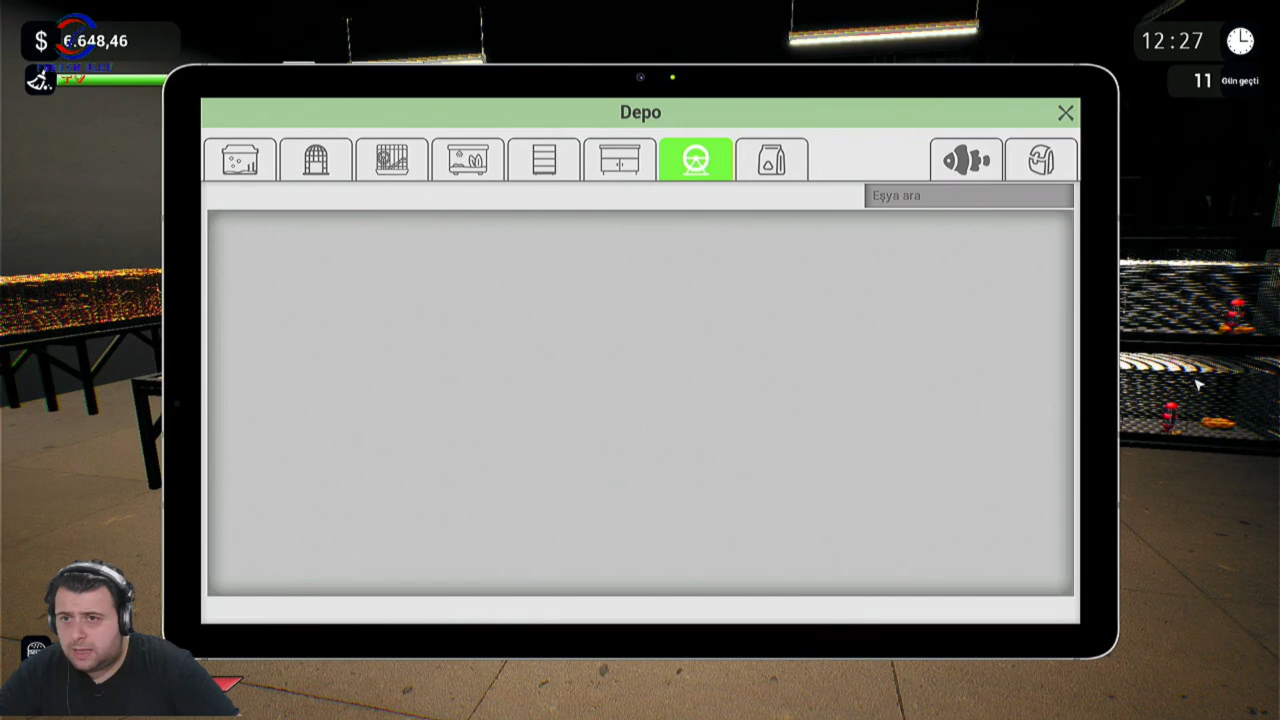 $ 6.648,46
12:27
11 Gün geçti
Depo
Eşya ara